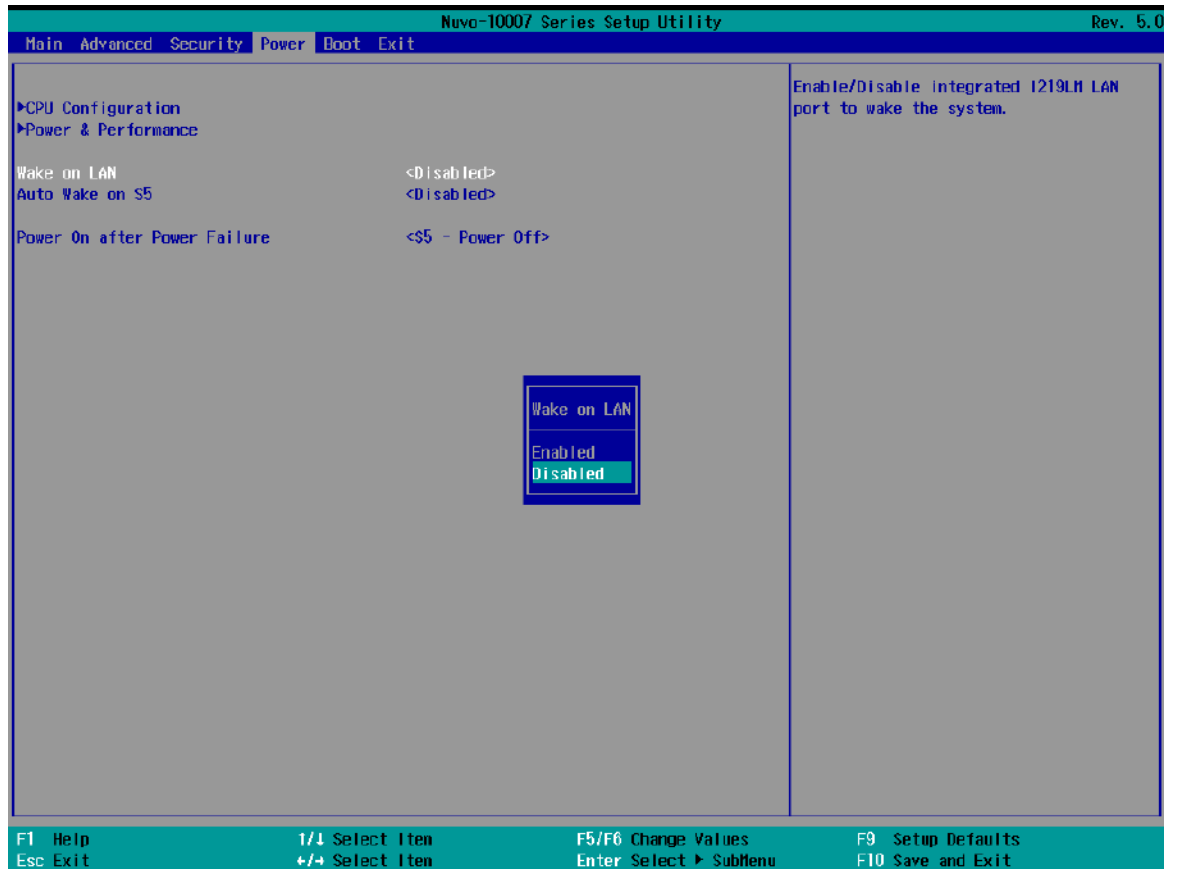 Nuvo-10007 Series Setup Utility Rev. 5.0
Main Advanced Security Power Boot Exit
Enable/Disable integrated I219LM LAN
port to wake the system.
▶CPU Configuration
▶Power & Performance
Wake on LAN <Disabled>
Auto Wake on S5 <Disabled>
Power On after Power Failure <S5 - Power Off>
Wake on LAN
Enabled
Disabled
F1 Help ↑/↓ Select Item F5/F6 Change Values F9 Setup Defaults
Esc Exit ←/→ Select Item Enter Select ▶ SubMenu F10 Save and Exit